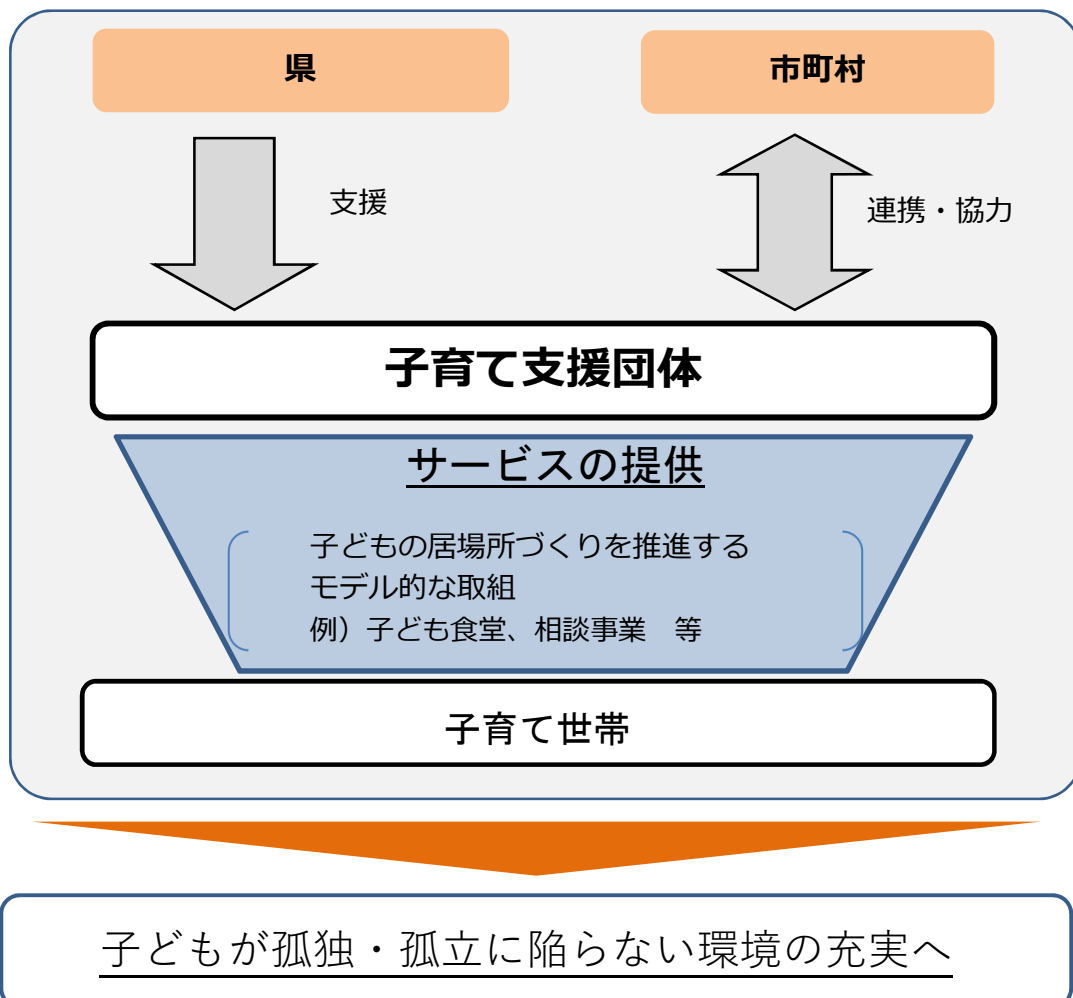 県
市町村
支援
連携・協力
子育て支援団体
サービスの提供
子どもの居場所づくりを推進する
モデル的な取組
例）子ども食堂、相談事業　等
子育て世帯
子どもが孤独・孤立に陥らない環境の充実へ